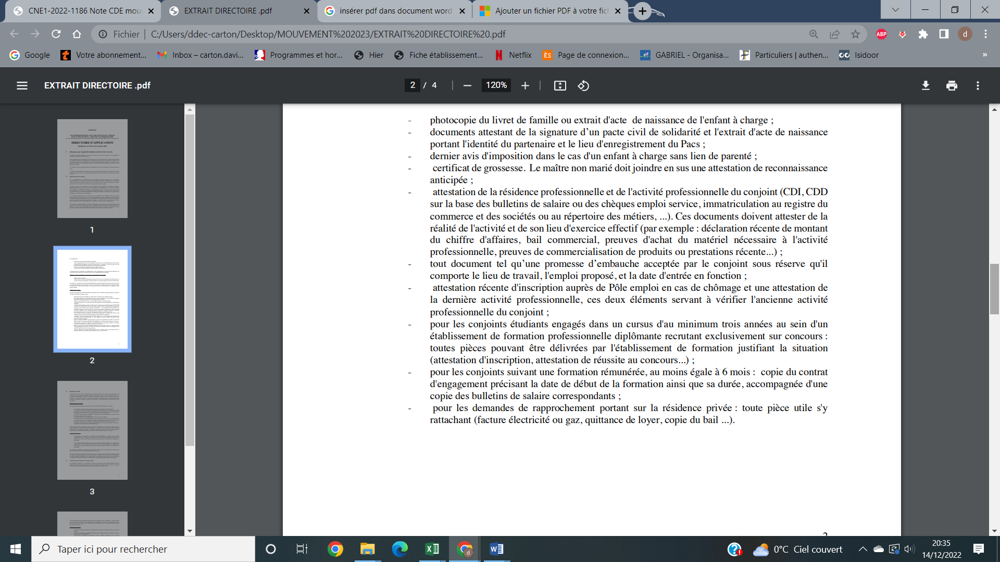 CNE1-2022-1186 Note CDE mou
EXTRAIT DIRECTOIRE .pdf
insérer pdf dans document word
Ajouter un fichier PDF à votre fich
Fichier
C:/Users/ddec-carton/Desktop/MOUVEMENT%202023/EXTRAIT%20DIRECTOIRE%20.pdf
ABP
d
Google
Votre abonnement...
Inbox – carton.davi...
Programmes et hor...
Hier
Fiche établissement...
Netflix
its
Page de connexion...
GABRIEL - Organisa...
Particuliers | authen...
Isidoor
»
EXTRAIT DIRECTOIRE .pdf
2 / 4
120%
EXTRAIT
DIRECTOIRE D'APPLICATION
1
2
3
- photocopie du livret de famille ou extrait d'acte de naissance de l'enfant à charge ;
- documents attestant de la signature d’un pacte civil de solidarité et l'extrait d'acte de naissance
portant l'identité du partenaire et le lieu d'enregistrement du Pacs ;
- dernier avis d'imposition dans le cas d'un enfant à charge sans lien de parenté ;
- certificat de grossesse. Le maître non marié doit joindre en sus une attestation de reconnaissance
anticipée ;
- attestation de la résidence professionnelle et de l'activité professionnelle du conjoint (CDI, CDD
sur la base des bulletins de salaire ou des chèques emploi service, immatriculation au registre du
commerce et des sociétés ou au répertoire des métiers, ...). Ces documents doivent attester de la
réalité de l'activité et de son lieu d'exercice effectif (par exemple : déclaration récente de montant
du chiffre d'affaires, bail commercial, preuves d'achat du matériel nécessaire à l'activité
professionnelle, preuves de commercialisation de produits ou prestations récente...) ;
- tout document tel qu’une promesse d’embauche acceptée par le conjoint sous réserve qu'il
comporte le lieu de travail, l'emploi proposé, et la date d'entrée en fonction ;
- attestation récente d'inscription auprès de Pôle emploi en cas de chômage et une attestation de
la dernière activité professionnelle, ces deux éléments servant à vérifier l'ancienne activité
professionnelle du conjoint ;
- pour les conjoints étudiants engagés dans un cursus d'au minimum trois années au sein d'un
établissement de formation professionnelle diplômante recrutant exclusivement sur concours :
toutes pièces pouvant être délivrées par l'établissement de formation justifiant la situation
(attestation d'inscription, attestation de réussite au concours...) ;
- pour les conjoints suivant une formation rémunérée, au moins égale à 6 mois : copie du contrat
d'engagement précisant la date de début de la formation ainsi que sa durée, accompagnée d'une
copie des bulletins de salaire correspondants ;
- pour les demandes de rapprochement portant sur la résidence privée : toute pièce utile s'y
rattachant (facture électricité ou gaz, quittance de loyer, copie du bail ...).
2
Taper ici pour rechercher
0°C Ciel couvert
20:35
14/12/2022